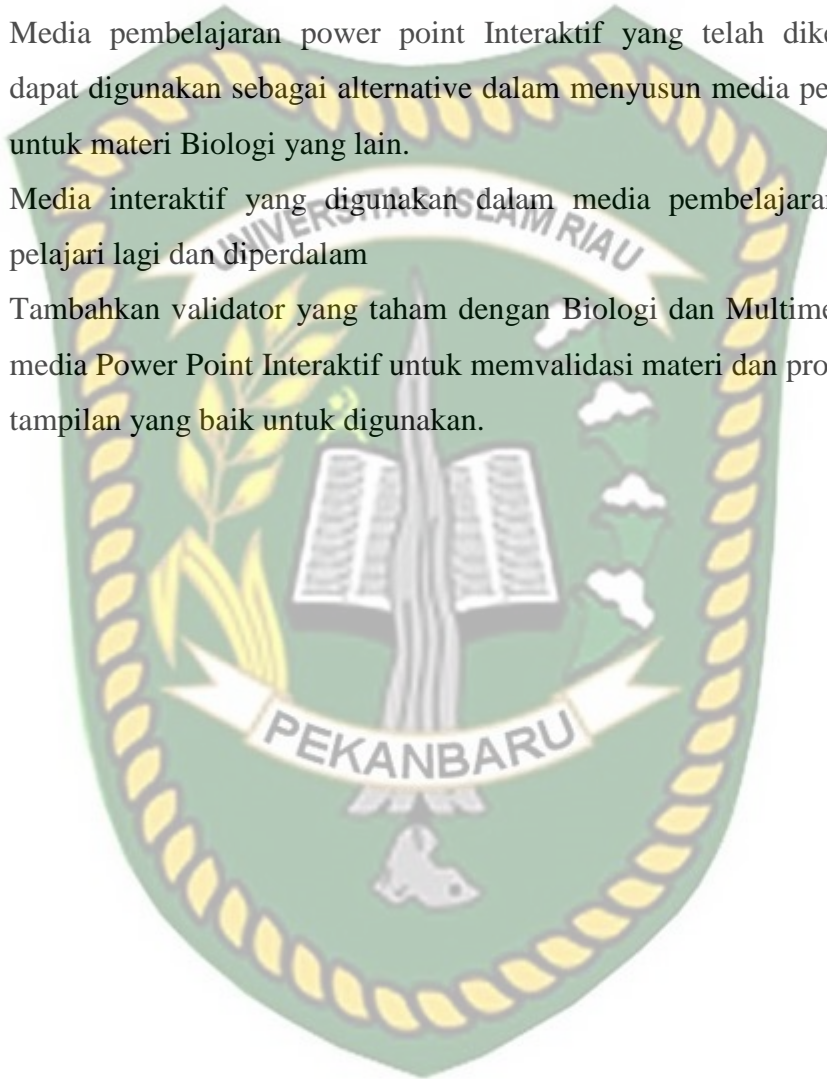 Media pembelajaran power point Interaktif yang telah dike
dapat digunakan sebagai alternative dalam menyusun media pe
untuk materi Biologi yang lain.
Media interaktif yang digunakan dalam media pembelajaran
pelajari lagi dan diperdalam
Tambahkan validator yang taham dengan Biologi dan Multime
media Power Point Interaktif untuk memvalidasi materi dan pro
tampilan yang baik untuk digunakan.
UNIVERSITAS ISLAM RIAU
PEKANBARU